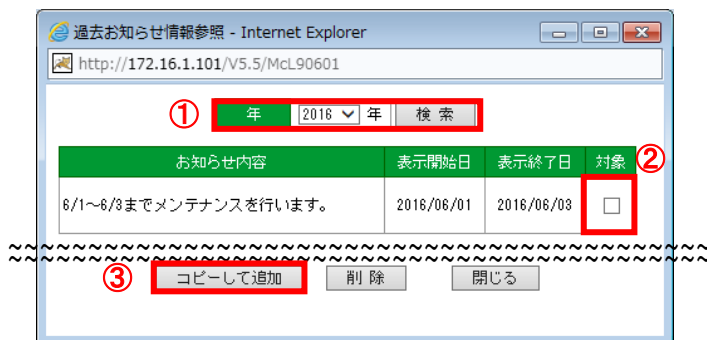 過去お知らせ情報参照 - Internet Explorer
http://172.16.1.101/V5.5/McL90601
① 年 2016 年 検 索
お知らせ内容 表示開始日 表示終了日 対象 ②
6/1～6/3までメンテナンスを行います。 2016/06/01 2016/06/03
③ コピーして追加 削 除 閉じる